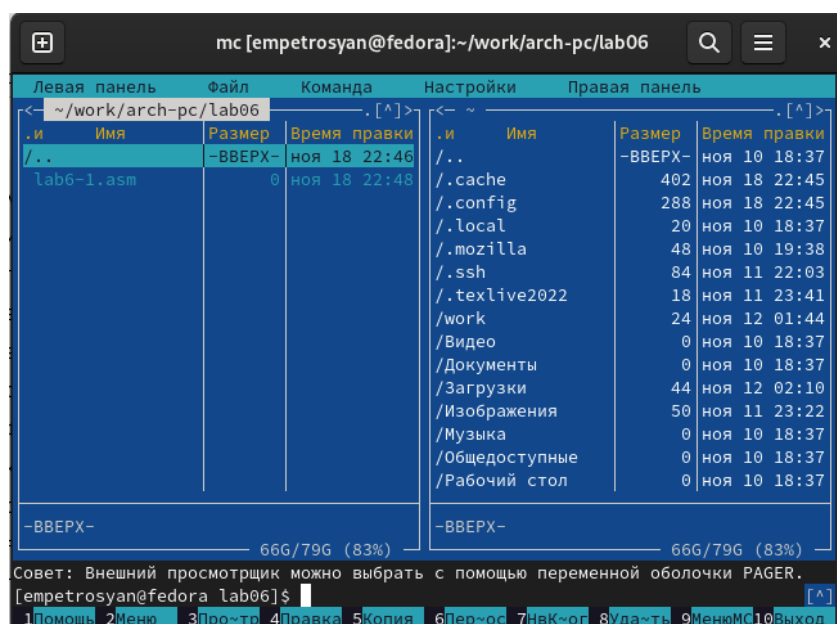 mc [empetrosyan@fedora]:~/work/arch-pc/lab06
Левая панель Файл Команда Настройки Правая панель
<— ~/work/arch-pc/lab06 .[^]>
.и Имя Размер Время правки
/.. -ВВЕРХ- ноя 18 22:46
lab6-1.asm 0 ноя 18 22:48
-ВВЕРХ-
66G/79G (83%)
<— ~ .[^]>
.и Имя Размер Время правки
/.. -ВВЕРХ- ноя 10 18:37
/.cache 402 ноя 18 22:45
/.config 288 ноя 18 22:45
/.local 20 ноя 10 18:37
/.mozilla 48 ноя 10 19:38
/.ssh 84 ноя 11 22:03
/.texlive2022 18 ноя 11 23:41
/work 24 ноя 12 01:44
/Видео 0 ноя 10 18:37
/Документы 0 ноя 10 18:37
/Загрузки 44 ноя 12 02:10
/Изображения 50 ноя 11 23:22
/Музыка 0 ноя 10 18:37
/Общедоступные 0 ноя 10 18:37
/Рабочий стол 0 ноя 10 18:37
-ВВЕРХ-
66G/79G (83%)
Совет: Внешний просмотрщик можно выбрать с помощью переменной оболочки PAGER.
[empetrosyan@fedora lab06]$ [^]
1Помощь 2Меню 3Про~тр 4Правка 5Копия 6Пер~ос 7НвК~ог 8Уда~ть 9МенюMC 10Выход